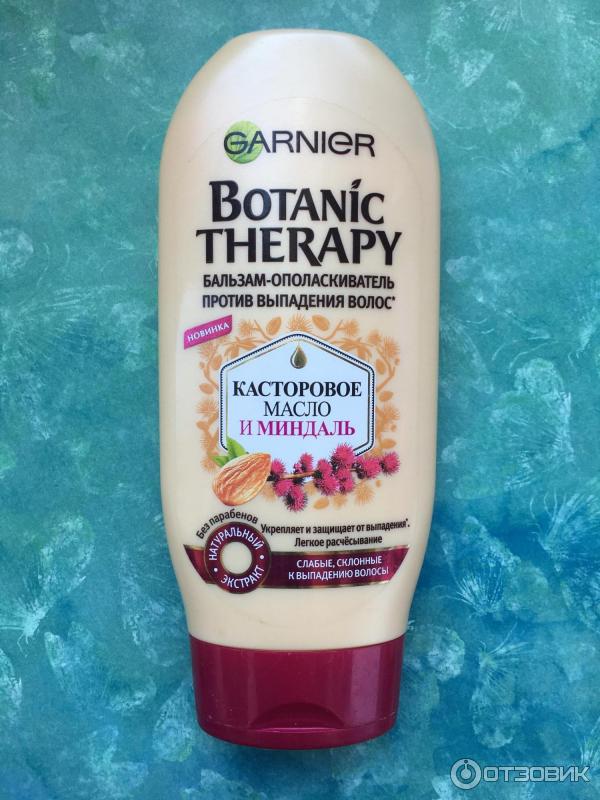 GARNIER
BOTANIC
THERAPY
БАЛЬЗАМ-ОПОЛАСКИВАТЕЛЬ
ПРОТИВ ВЫПАДЕНИЯ ВОЛОС*
НОВИНКА
КАСТОРОВОЕ
МАСЛО
И МИНДАЛЬ
Без парабенов
НАТУРАЛЬНЫЙ
ЭКСТРАКТ
Укрепляет и защищает от выпадения*.
Легкое расчёсывание
СЛАБЫЕ, СКЛОННЫЕ
К ВЫПАДЕНИЮ ВОЛОСЫ
ОТЗОВИК